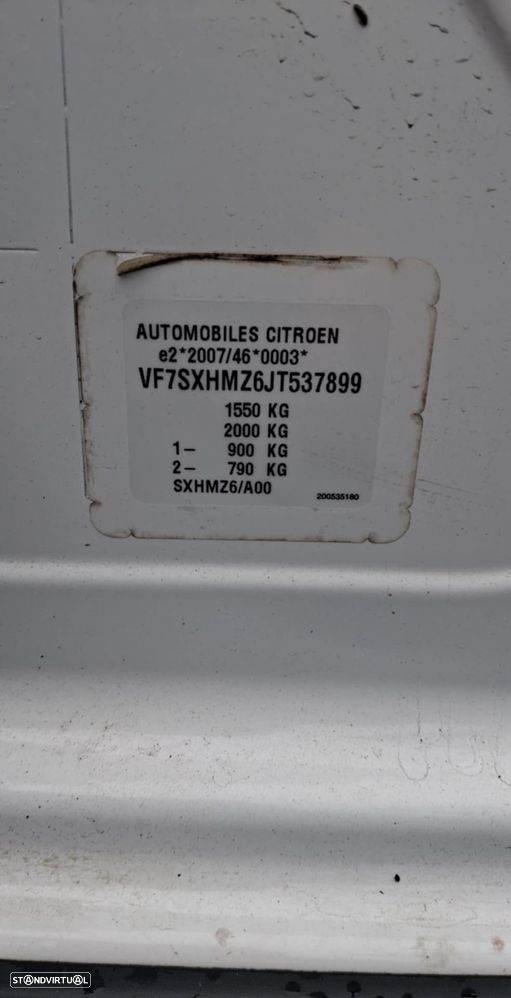 AUTOMOBILES CITROEN
e2*2007/46*0003*
VF7SXHMZ6JT537899
1550 KG
2000 KG
1- 900 KG
2- 790 KG
SXHMZ6/A00
200535180
STANDVIRTUAL